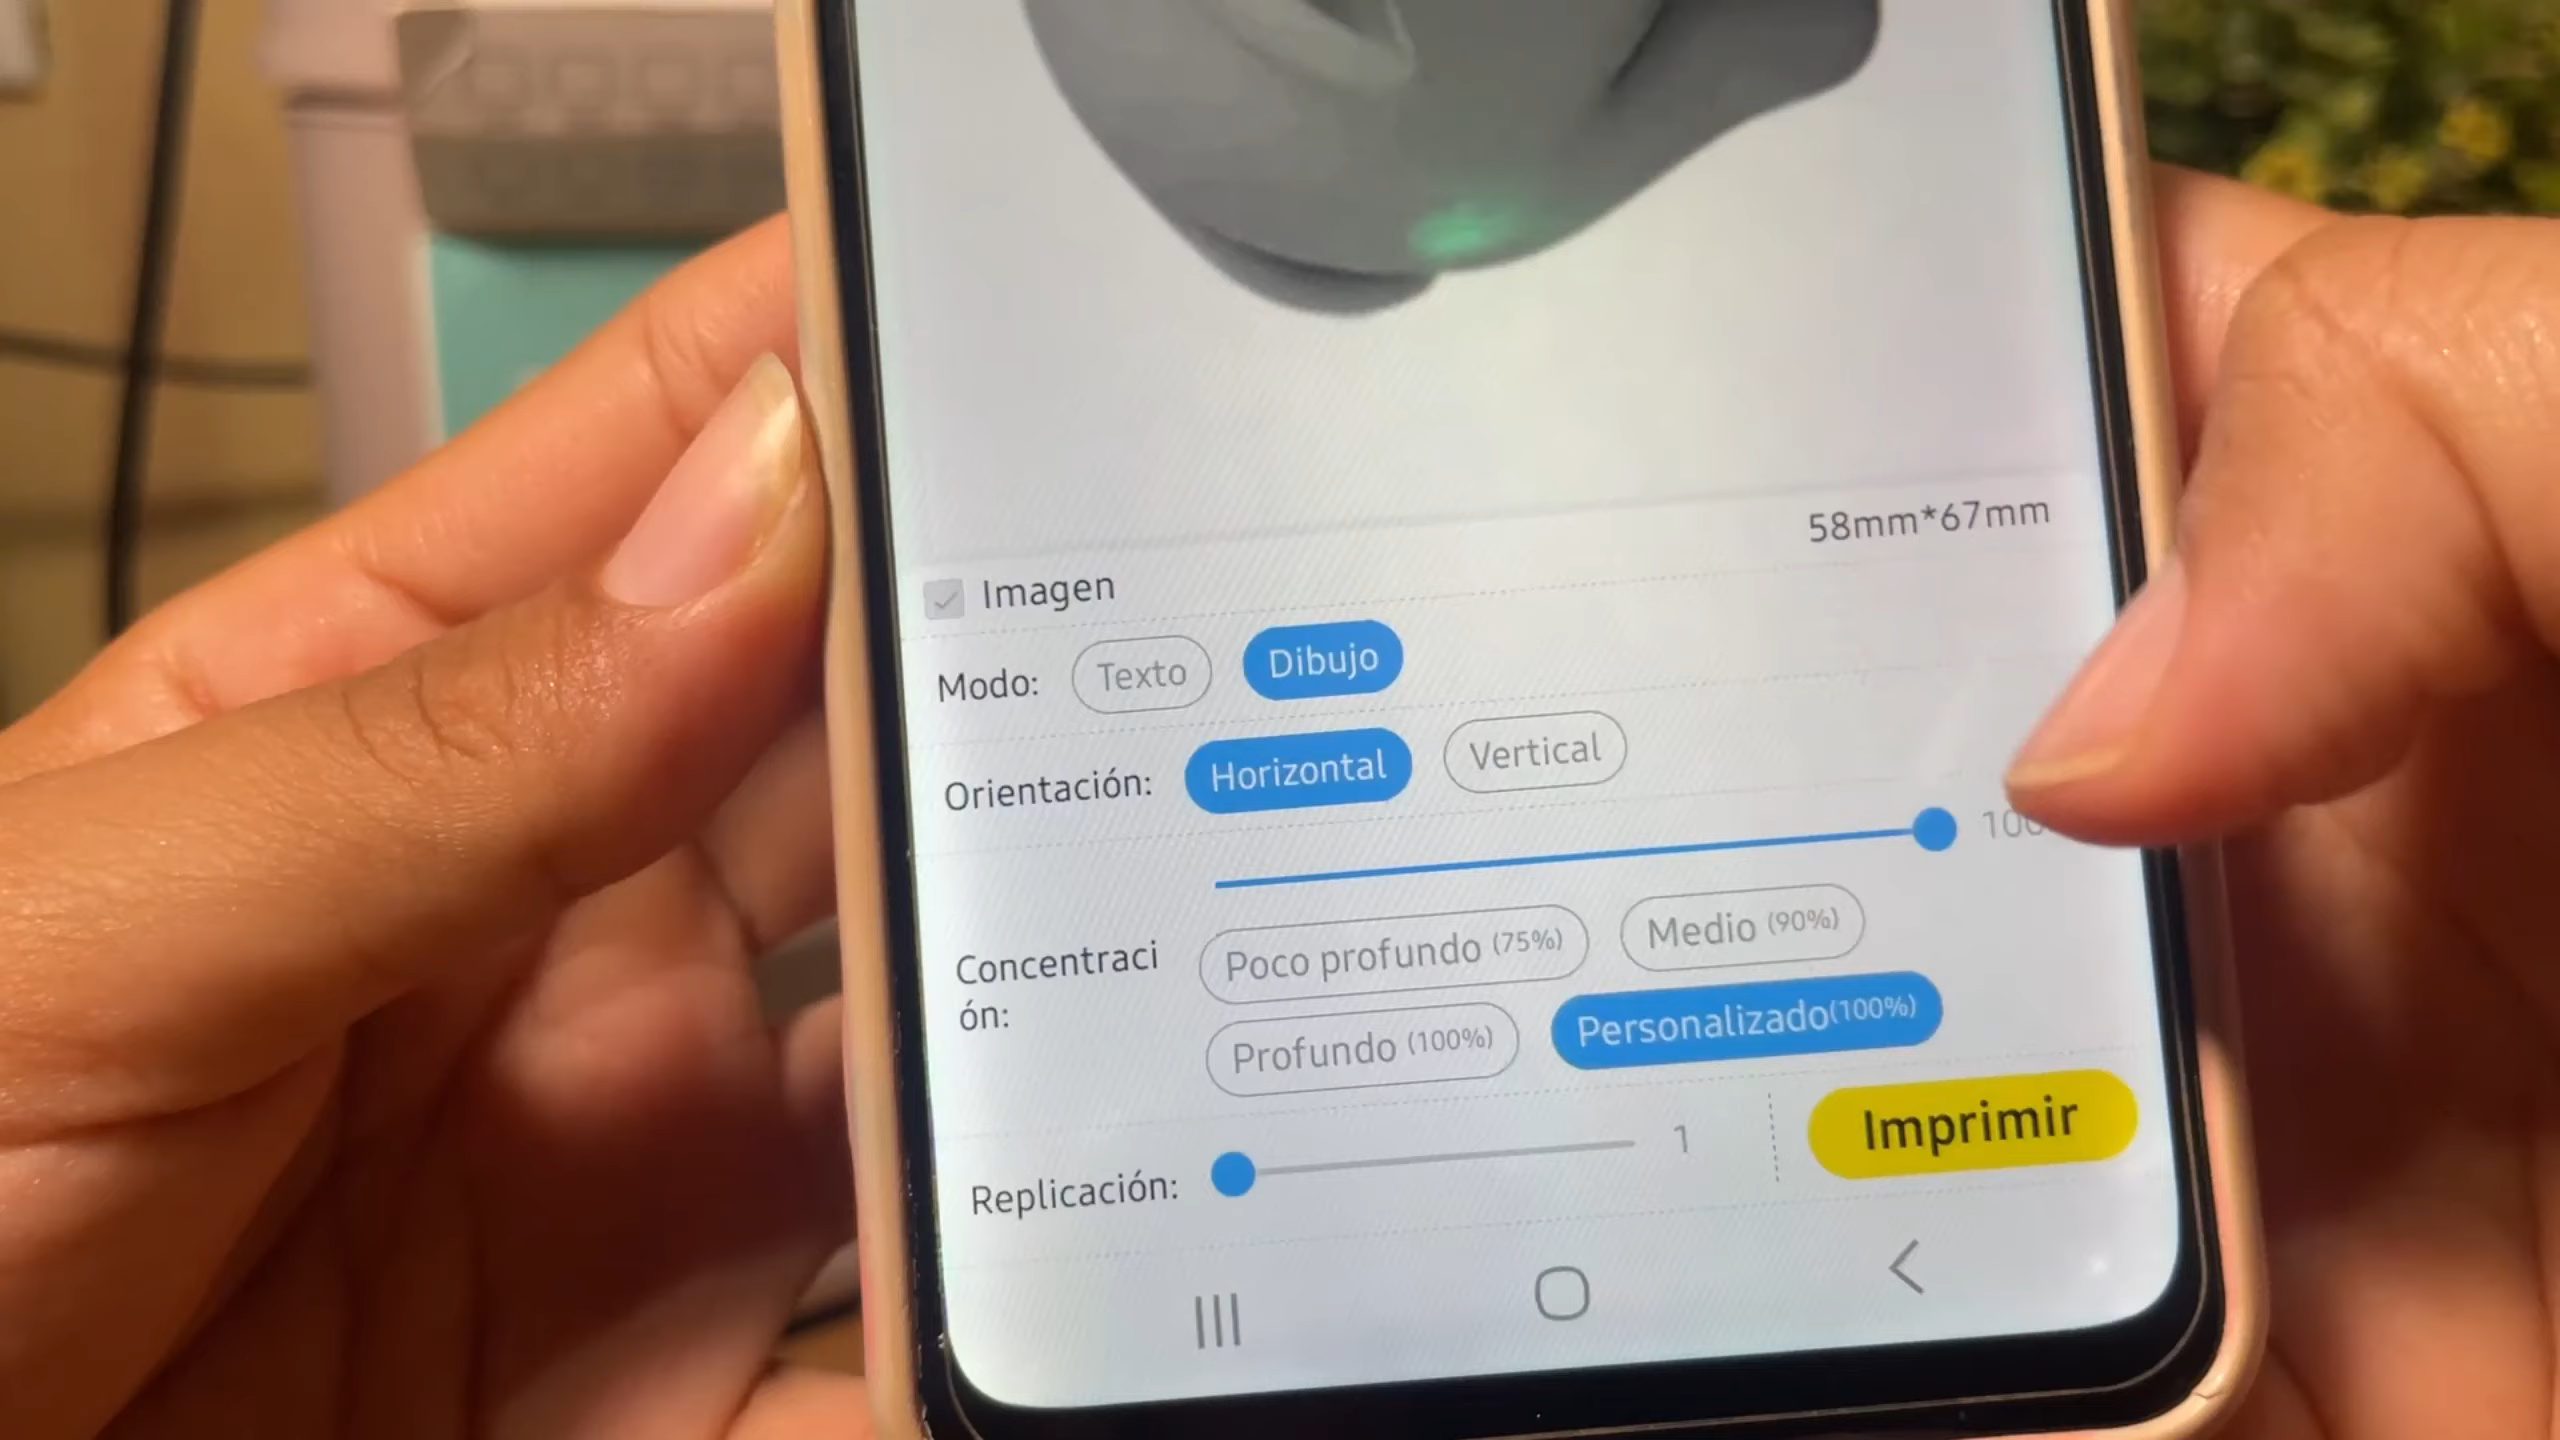 58mm*67mm
Imagen
Modo: Texto Dibujo
Orientación: Horizontal Vertical
Concentraci
ón:
Poco profundo (75%) Medio (90%)
Profundo (100%) Personalizado(100%)
Replicación: 1 Imprimir